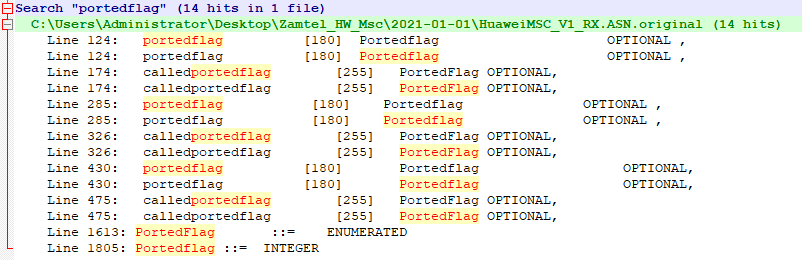 Search "portedflag" (14 hits in 1 file)
C:\Users\Administrator\Desktop\Zamtel_HW_Msc\2021-01-01\HuaweiMSC_V1_RX.ASN.original (14 hits)
Line 124: portedflag [180] Portedflag OPTIONAL ,
Line 124: portedflag [180] Portedflag OPTIONAL ,
Line 174: calledportedflag [255] PortedFlag OPTIONAL,
Line 174: calledportedflag [255] PortedFlag OPTIONAL,
Line 285: portedflag [180] Portedflag OPTIONAL ,
Line 285: portedflag [180] Portedflag OPTIONAL ,
Line 326: calledportedflag [255] PortedFlag OPTIONAL,
Line 326: calledportedflag [255] PortedFlag OPTIONAL,
Line 430: portedflag [180] Portedflag OPTIONAL,
Line 430: portedflag [180] Portedflag OPTIONAL,
Line 475: calledportedflag [255] PortedFlag OPTIONAL,
Line 475: calledportedflag [255] PortedFlag OPTIONAL,
Line 1613: PortedFlag ::= ENUMERATED
Line 1805: Portedflag ::= INTEGER